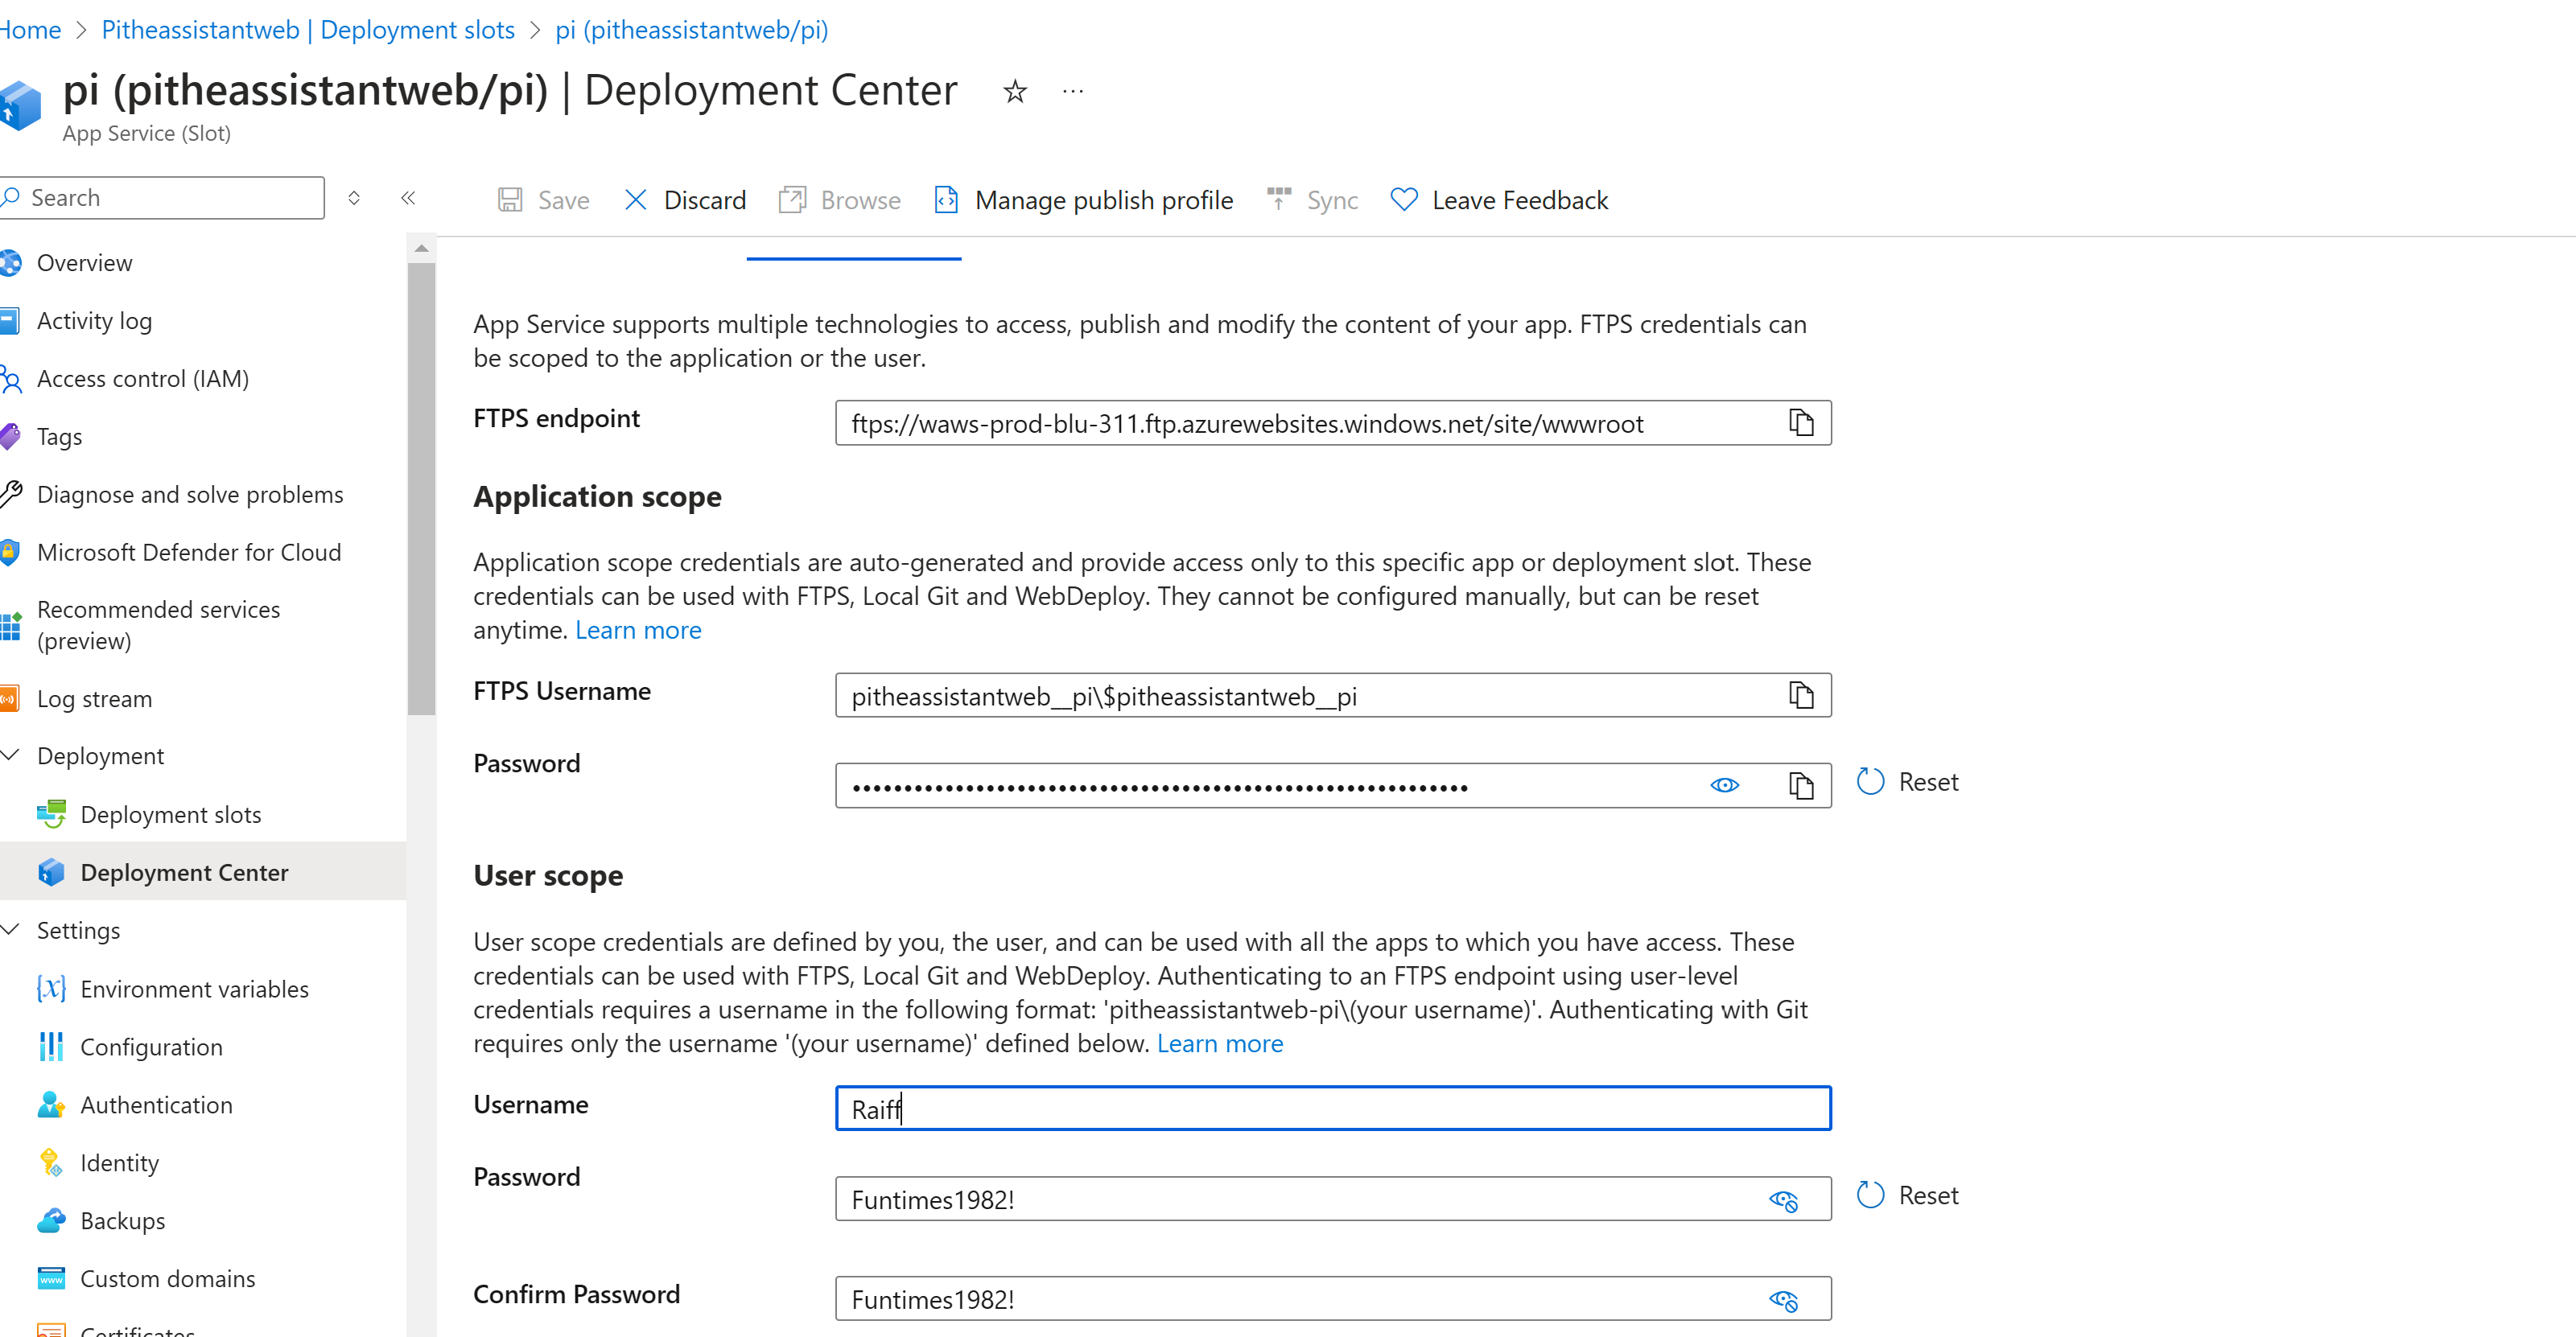 Home > Pitheassistantweb | Deployment slots > pi (pitheassistantweb/pi)
pi (pitheassistantweb/pi) | Deployment Center
App Service (Slot)
Search
Save
Discard
Browse
Manage publish profile
Sync
Leave Feedback
Overview
Activity log
Access control (IAM)
Tags
Diagnose and solve problems
Microsoft Defender for Cloud
Recommended services
(preview)
Log stream
Deployment
Deployment slots
Deployment Center
Settings
Environment variables
Configuration
Authentication
Identity
Backups
Custom domains
Certificates
App Service supports multiple technologies to access, publish and modify the content of your app. FTPS credentials can
be scoped to the application or the user.
FTPS endpoint
ftps://waws-prod-blu-311.ftp.azurewebsites.windows.net/site/wwwroot
Application scope
Application scope credentials are auto-generated and provide access only to this specific app or deployment slot. These
credentials can be used with FTPS, Local Git and WebDeploy. They cannot be configured manually, but can be reset
anytime. Learn more
FTPS Username
pitheassistantweb__pi\$pitheassistantweb__pi
Password
Reset
User scope
User scope credentials are defined by you, the user, and can be used with all the apps to which you have access. These
credentials can be used with FTPS, Local Git and WebDeploy. Authenticating to an FTPS endpoint using user-level
credentials requires a username in the following format: 'pitheassistantweb-pi\(your username)'. Authenticating with Git
requires only the username '(your username)' defined below. Learn more
Username
Raiff
Password
Funtimes1982!
Reset
Confirm Password
Funtimes1982!